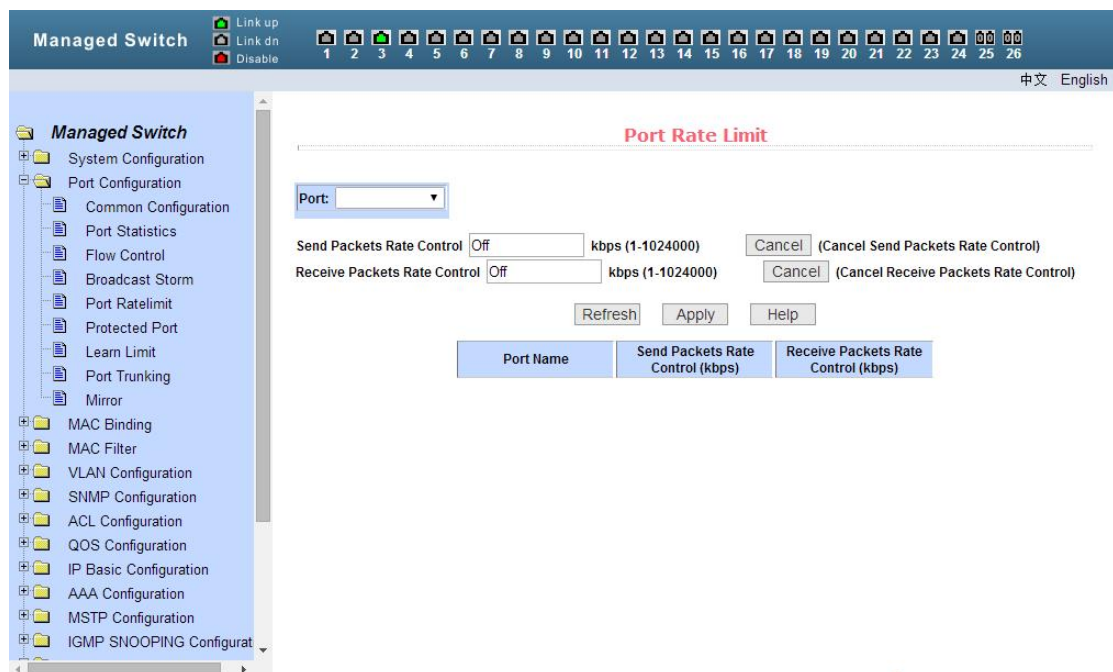 Managed Switch
Link up
Link dn
Disable
1 2 3 4 5 6 7 8 9 10 11 12 13 14 15 16 17 18 19 20 21 22 23 24 25 26
中文 English
Managed Switch
System Configuration
Port Configuration
Common Configuration
Port Statistics
Flow Control
Broadcast Storm
Port Ratelimit
Protected Port
Learn Limit
Port Trunking
Mirror
MAC Binding
MAC Filter
VLAN Configuration
SNMP Configuration
ACL Configuration
QOS Configuration
IP Basic Configuration
AAA Configuration
MSTP Configuration
IGMP SNOOPING Configurat
Port Rate Limit
Port:
Send Packets Rate Control Off kbps (1-1024000) Cancel (Cancel Send Packets Rate Control)
Receive Packets Rate Control Off kbps (1-1024000) Cancel (Cancel Receive Packets Rate Control)
Refresh Apply Help
Port Name
Send Packets Rate
Control (kbps)
Receive Packets Rate
Control (kbps)